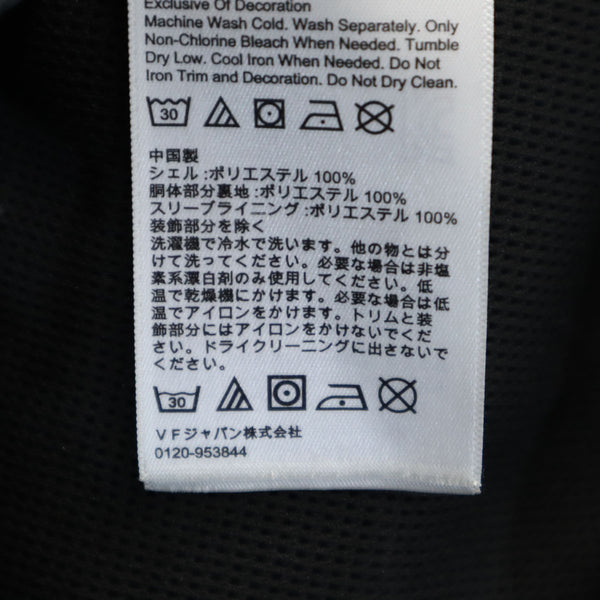 Exclusive Of Decoration
Machine Wash Cold. Wash Separately. Only
Non-Chlorine Bleach When Needed. Tumble
Dry Low. Cool Iron When Needed. Do Not
Iron Trim and Decoration. Do Not Dry Clean.
30
中国製
シェル :ポリエステル 100%
胴体部分裏地 :ポリエステル 100%
スリーブライニング :ポリエステル 100%
装飾部分を除く
洗濯機で冷水で洗います。他の物とは分
けて洗ってください。必要な場合は非塩
素系漂白剤のみ使用してください。低
温で乾燥機にかけます。必要な場合は低
温でアイロンをかけます。トリムと装
飾部分にはアイロンをかけないでくだ
さい。ドライクリーニングに出さないで
ください。
30
VFジャパン株式会社
0120-953844